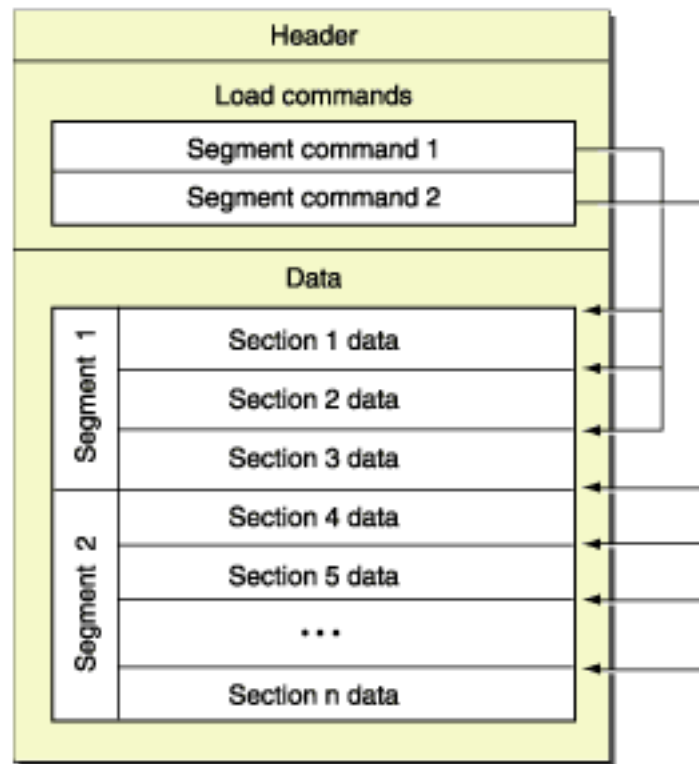 Header
Load commands
Segment command 1
Segment command 2
Data
Segment 1
Section 1 data
Section 2 data
Section 3 data
Segment 2
Section 4 data
Section 5 data
...
Section n data